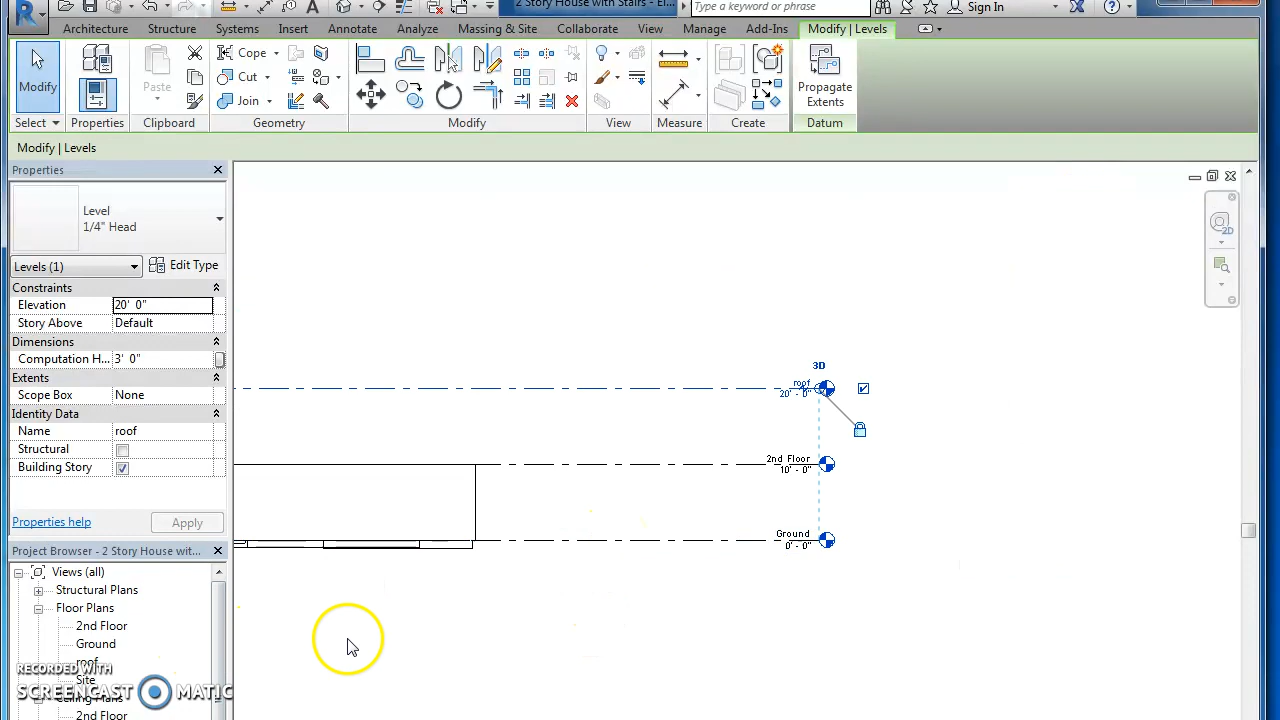 2 Story House with Stairs - El...
Type a keyword or phrase
Sign In
Architecture
Structure
Systems
Insert
Annotate
Analyze
Massing & Site
Collaborate
View
Manage
Add-Ins
Modify | Levels
Modify
Paste
Cope
Cut
Join
Propagate
Extents
Select
Properties
Clipboard
Geometry
Modify
View
Measure
Create
Datum
Modify | Levels
Properties
Level
1/4" Head
Levels (1)
Edit Type
Constraints
Elevation 20' 0"
Story Above Default
Dimensions
Computation H... 3' 0"
Extents
Scope Box None
Identity Data
Name roof
Structural
Building Story
Properties help
Apply
Project Browser - 2 Story House wit...
Views (all)
Structural Plans
Floor Plans
2nd Floor
Ground
roof
Site
Ceiling Plans
2nd Floor
RECORDED WITH
SCREENCAST MATIC
3D
roof
20' - 0"
2nd Floor
10' - 0"
Ground
0' - 0"
2D